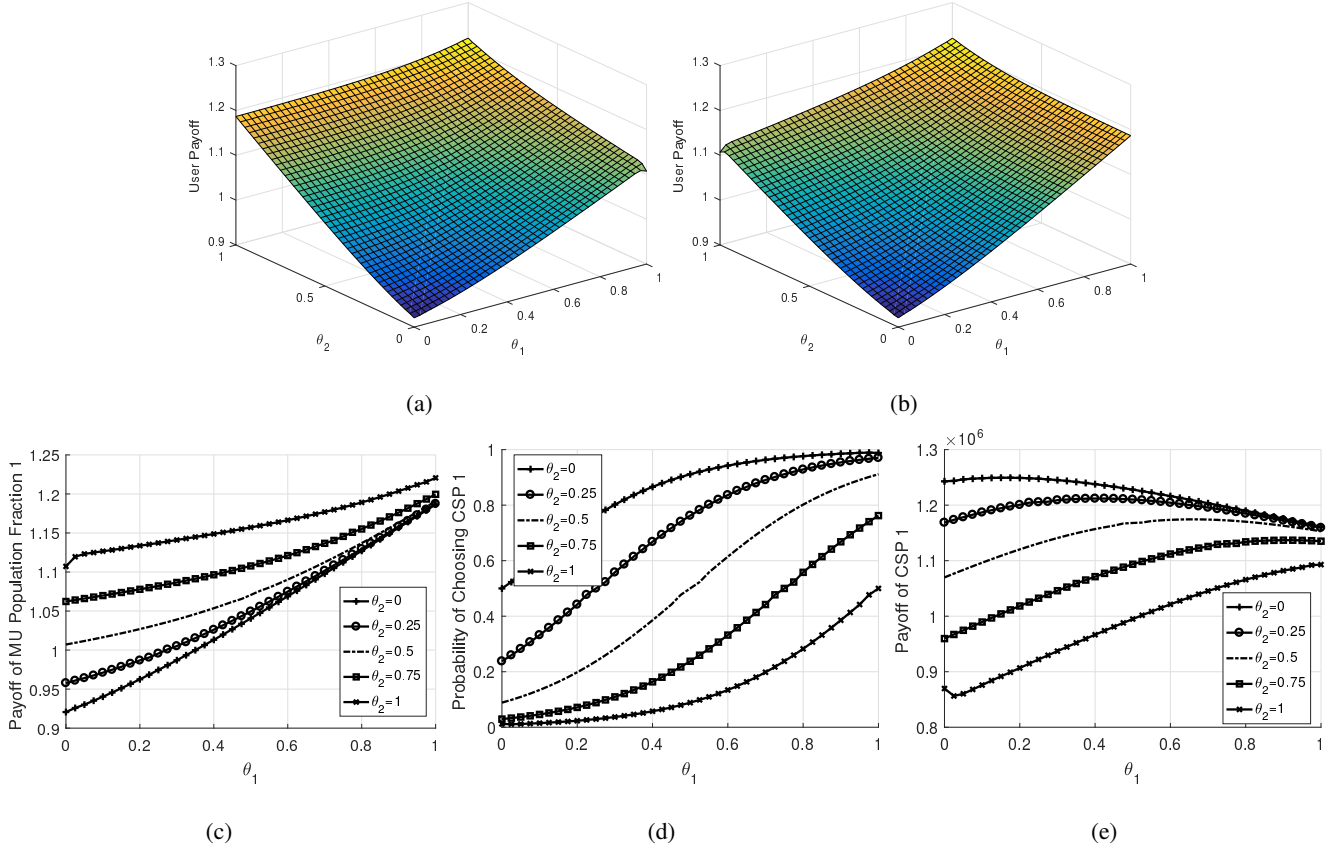 1.3
1.2
1.1
1
0.9
User Payoff
1
0.5
0
θ2
0
0.2
0.4
0.6
0.8
1
θ1
(a)
1.3
1.2
1.1
1
0.9
User Payoff
1
0.5
0
θ2
0
0.2
0.4
0.6
0.8
1
θ1
(b)
Payoff of MU Population Fraction 1
1.25
1.2
1.15
1.1
1.05
1
0.95
0.9
0 0.2 0.4 0.6 0.8 1
θ1
θ2=0
θ2=0.25
θ2=0.5
θ2=0.75
θ2=1
(c)
Probability of Choosing CSP 1
1
0.8
0.6
0.4
0.2
0
0 0.2 0.4 0.6 0.8 1
θ1
θ2=0
θ2=0.25
θ2=0.5
θ2=0.75
θ2=1
(d)
×10^6
Payoff of CSP 1
1.3
1.2
1.1
1
0.9
0.8
0 0.2 0.4 0.6 0.8 1
θ1
θ2=0
θ2=0.25
θ2=0.5
θ2=0.75
θ2=1
(e)